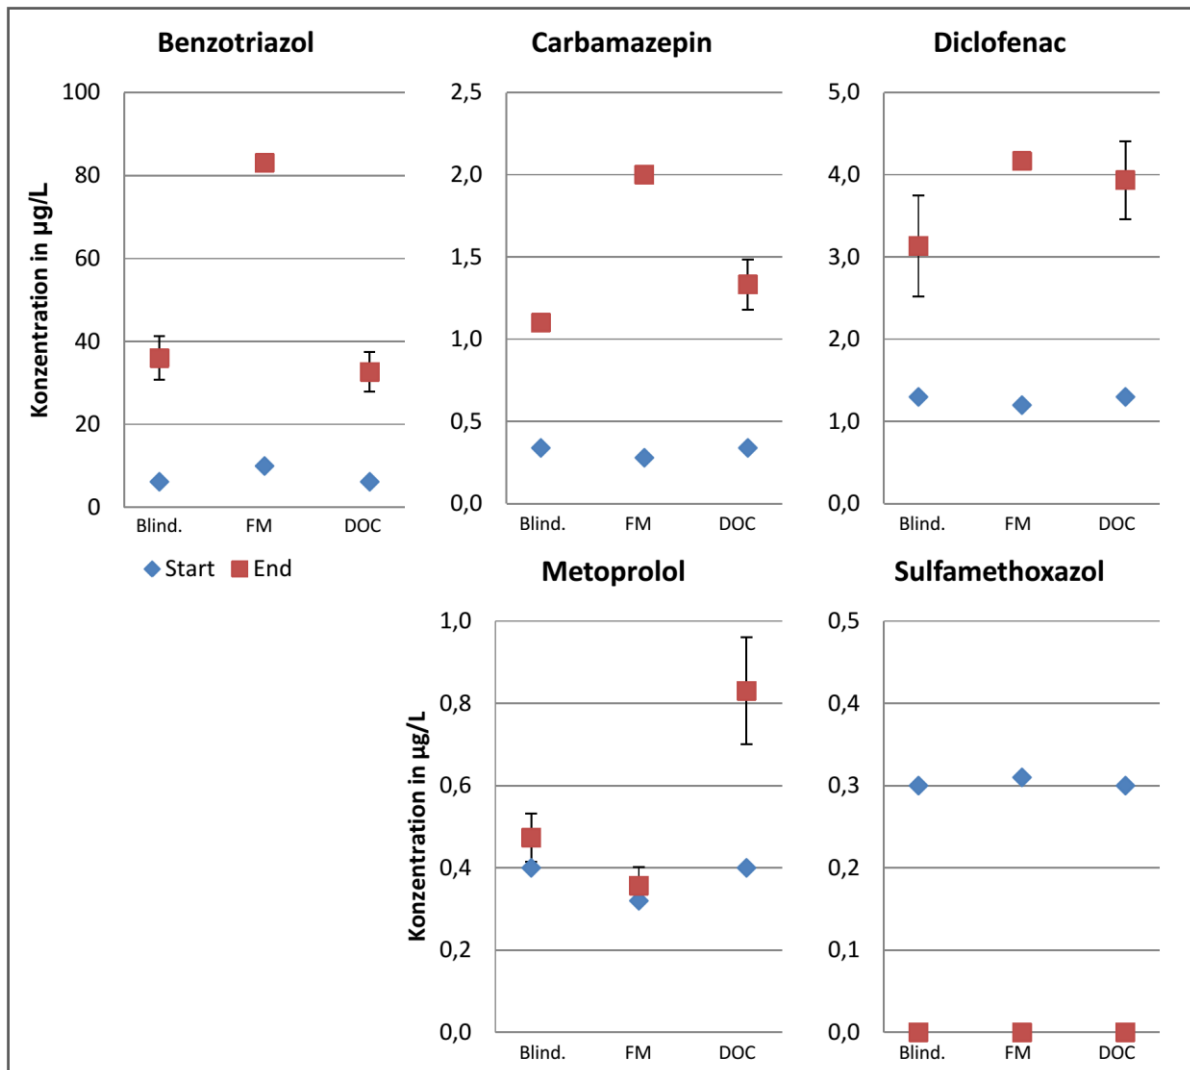 Benzotriazol
Carbamazepin
Diclofenac
Konzentration in µg/L
100
80
60
40
20
0
Blind.
FM
DOC
2,5
2,0
1,5
1,0
0,5
0,0
Blind.
FM
DOC
5,0
4,0
3,0
2,0
1,0
0,0
Blind.
FM
DOC
Start
End
Metoprolol
Sulfamethoxazol
Konzentration in µg/L
1,0
0,8
0,6
0,4
0,2
0,0
Blind.
FM
DOC
0,5
0,4
0,3
0,2
0,1
0,0
Blind.
FM
DOC